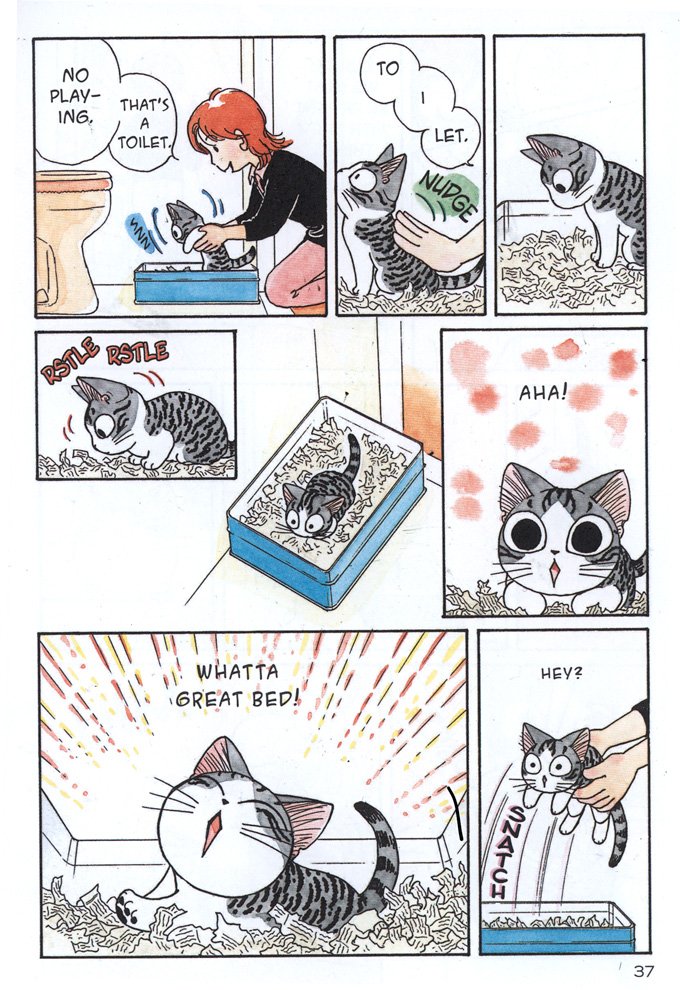 NO
PLAY-
ING.
THAT'S
A
TOILET.
TO
I
LET.
NUDGE
RSTLE RSTLE
AHA!
WHATTA
GREAT BED!
HEY?
SNATCH
37